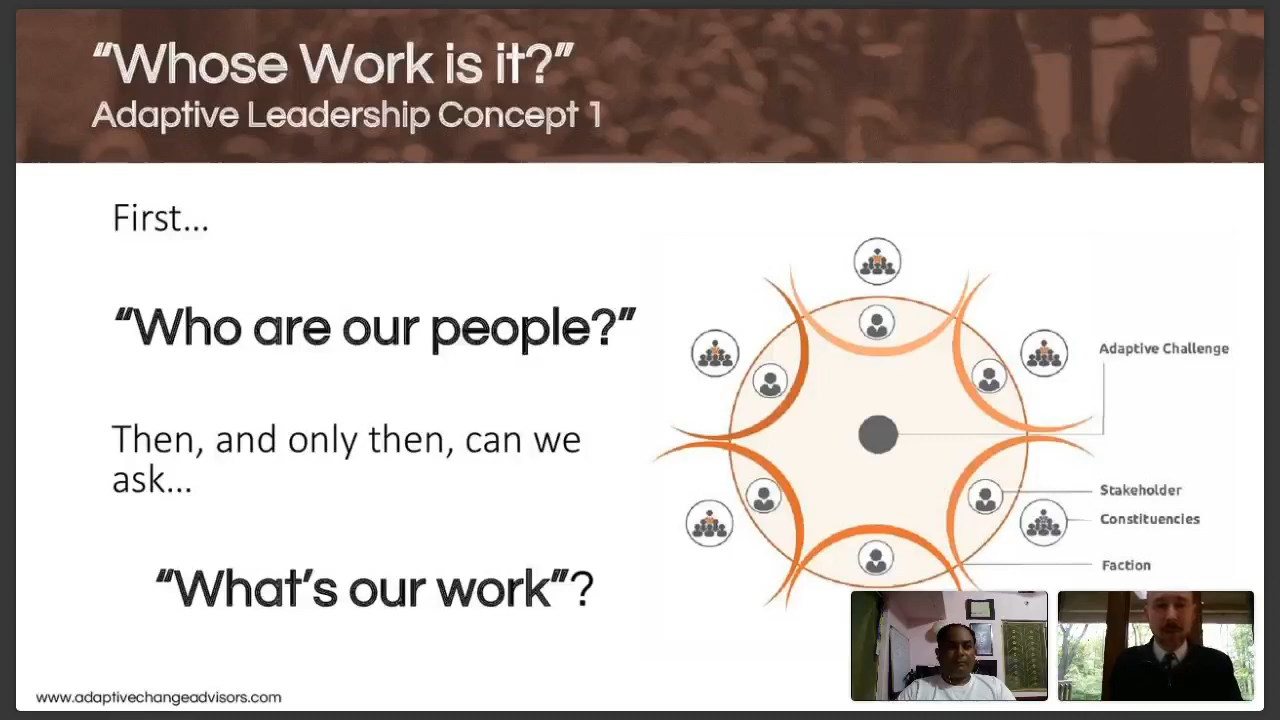 “Whose Work is it?”
Adaptive Leadership Concept 1
First...
“Who are our people?”
Then, and only then, can we
ask...
“What’s our work”?
Adaptive Challenge
Stakeholder
Constituencies
Faction
www.adaptivechangeadvisors.com